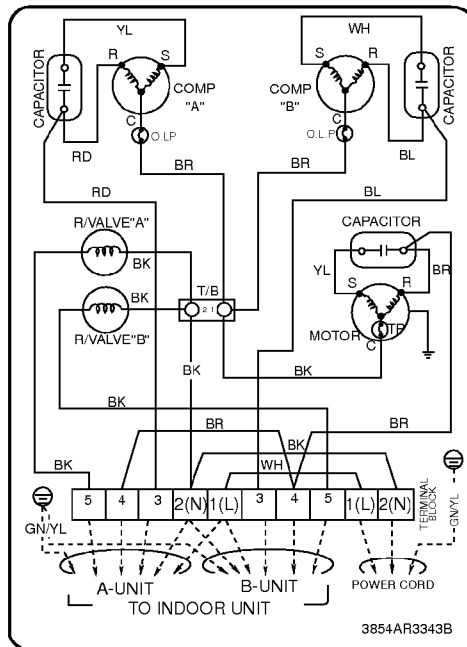 YL
WH
R
S
S
R
CAPACITOR
COMP
"A"
COMP
"B"
CAPACITOR
C
O.LP
C
O.L.P
RD
BR
BR
BL
RD
BL
R/VALVE"A"
CAPACITOR
BK
YL
BR
BK
T/B
2 1
S
R
R/VALVE"B"
MOTOR
TP
C
BK
BK
BK
BR
BK
BR
BK
WH
5
4
3
2(N)
1(L)
3
4
5
1(L)
2(N)
TERMINAL
BLOCK
GN/YL
GN/YL
A-UNIT
B-UNIT
POWER CORD
TO INDOOR UNIT
3854AR3343B